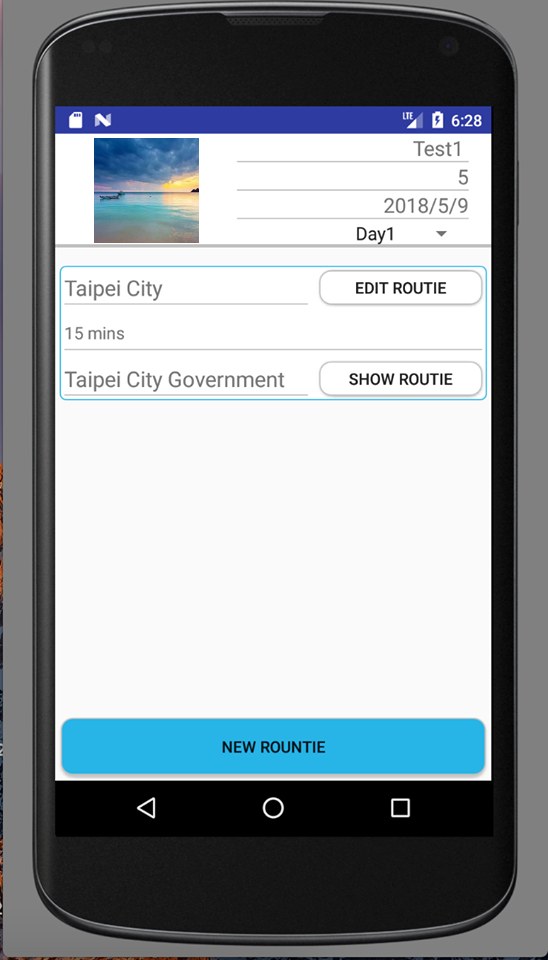 LTE 6:28
Test1
5
2018/5/9
Day1
Taipei City
EDIT ROUTIE
15 mins
Taipei City Government
SHOW ROUTIE
NEW ROUNTIE